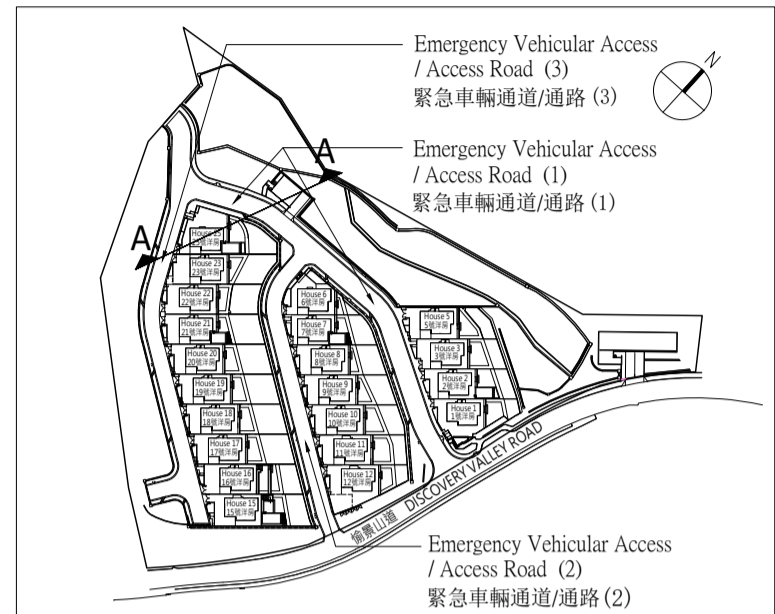 Emergency Vehicular Access
/ Access Road (3)
緊急車輛通道/通路 (3)
N
Emergency Vehicular Access
/ Access Road (1)
緊急車輛通道/通路 (1)
A
A
House 25
25號洋房
House 23
23號洋房
House 22
22號洋房
House 21
21號洋房
House 20
20號洋房
House 19
19號洋房
House 18
18號洋房
House 17
17號洋房
House 16
16號洋房
House 15
15號洋房
House 6
6號洋房
House 7
7號洋房
House 8
8號洋房
House 9
9號洋房
House 10
10號洋房
House 11
11號洋房
House 12
12號洋房
House 5
5號洋房
House 3
3號洋房
House 2
2號洋房
House 1
1號洋房
愉景山道 DISCOVERY VALLEY ROAD
Emergency Vehicular Access
/ Access Road (2)
緊急車輛通道/通路 (2)